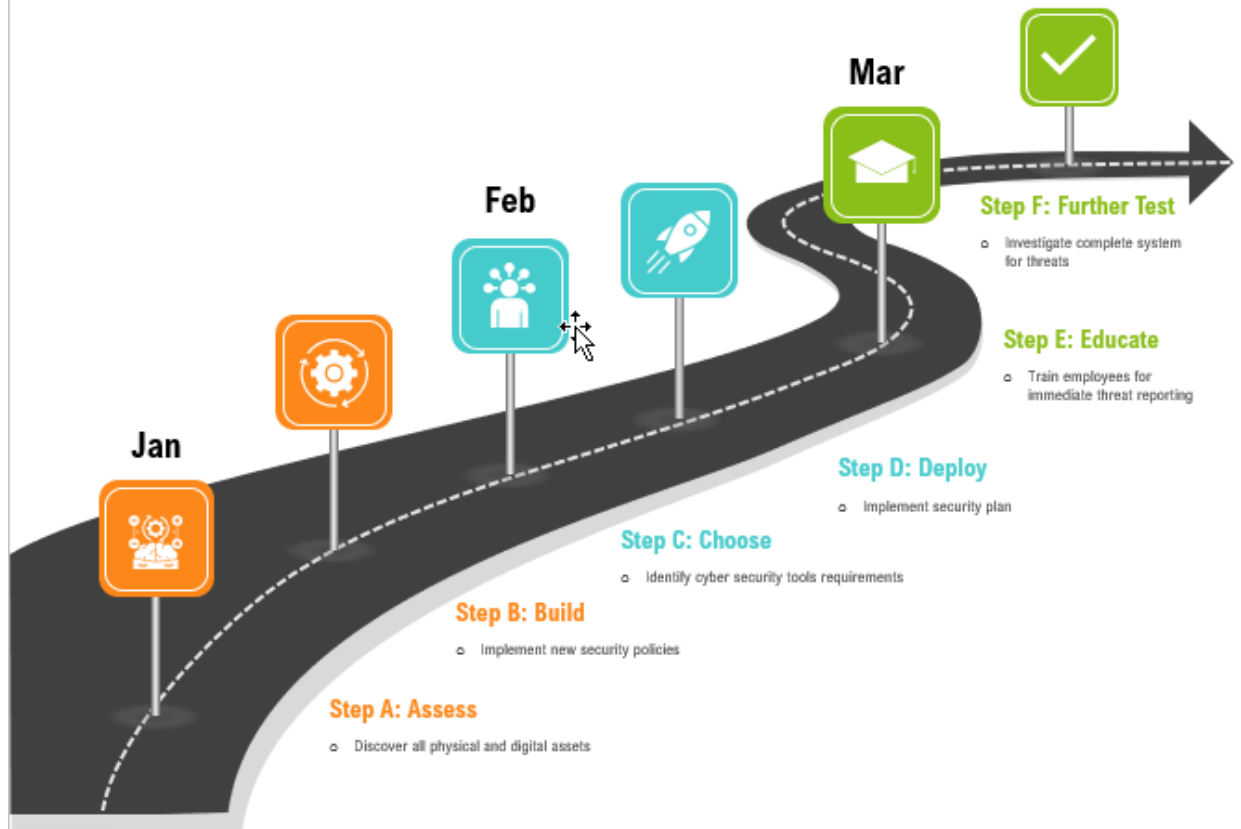 Mar
Feb
Jan
Step F: Further Test
Investigate complete system
for threats
Step E: Educate
Train employees for
immediate threat reporting
Step D: Deploy
Implement security plan
Step C: Choose
Identify cyber security tools requirements
Step B: Build
Implement new security policies
Step A: Assess
Discover all physical and digital assets